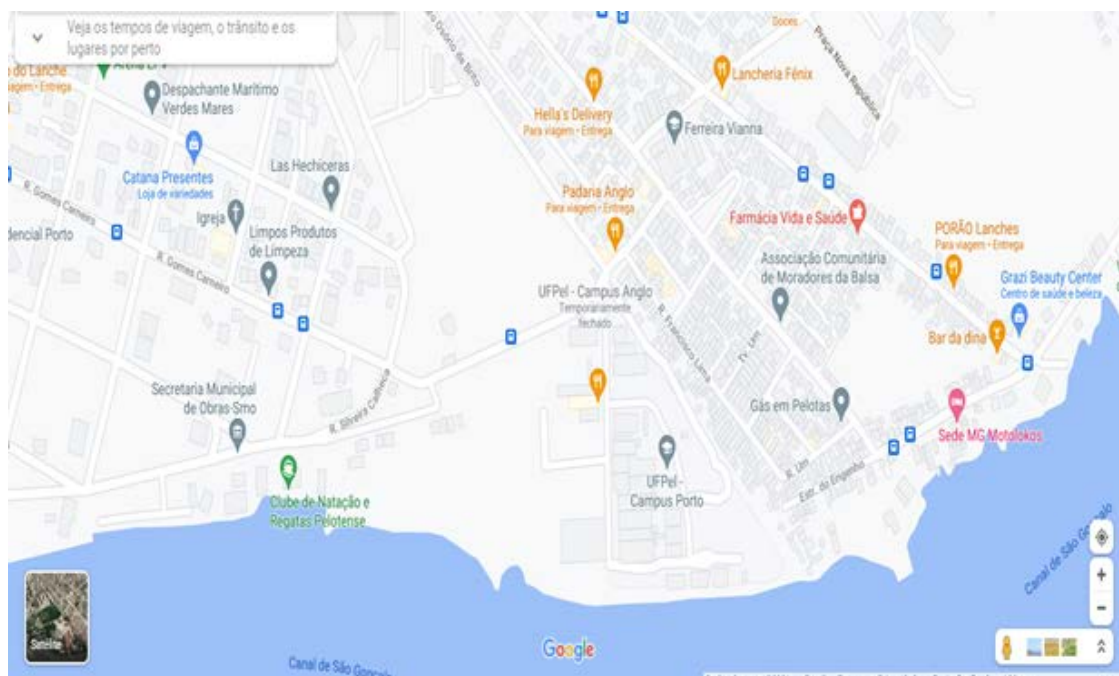 Veja os tempos de viagem, o trânsito e os
lugares por perto
Doces
Praça Nova República
do Lanche
Despachante Marítimo
Verdes Mares
Hella's Delivery
Para viagem • Entrega
Lancheria Fênix
Ferreira Vianna
Catana Presentes
Loja de variedades
Las Hechiceras
Igreja
R. Gomes Carneiro
dencial Porto
Limpos Produtos
de Limpeza
R. Gomes Carneiro
Padaria Anglo
Para viagem • Entrega
Farmácia Vida e Saúde
PORÃO Lanches
Para viagem • Entrega
Associação Comunitária
de Moradores da Balsa
Grazi Beauty Center
Centro de saúde e beleza
UFPel - Campus Anglo
Temporariamente
fechado
R. Francisco Lima
Tv. Um
Bar da dina
Secretaria Municipal
de Obras-Smo
R. Silveira Calheca
Gás em Pelotas
Sede MG Motolokos
R. Um
Estr. do Engenho
UFPel -
Campus Porto
Clube de Natação e
Regatas Pelotense
Canal de São Gonçalo
Satélite
Google
Canal de São Gonçalo